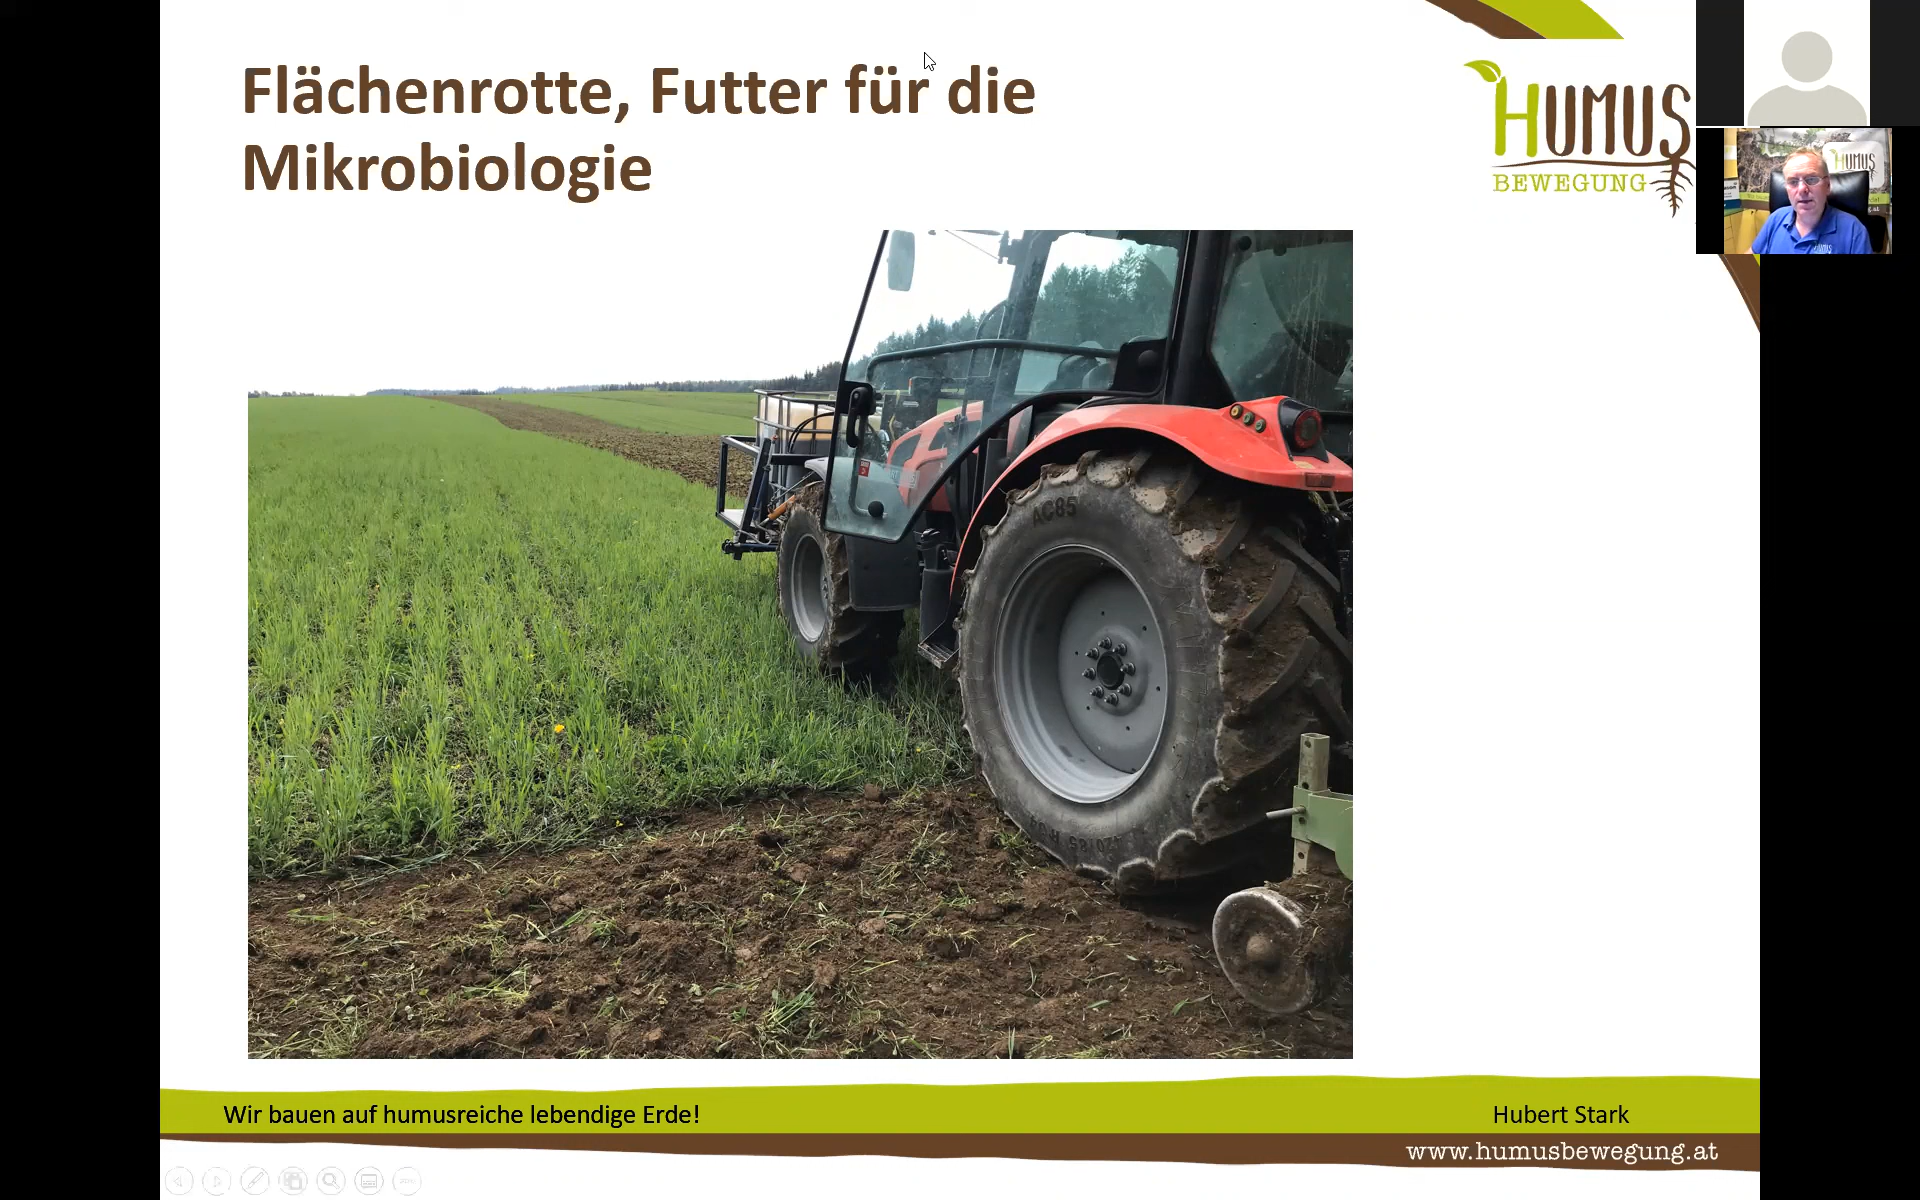 Flächenrotte, Futter für die
Mikrobiologie
HUMUS
BEWEGUNG
HUMUS
AC85
Wir bauen auf humusreiche lebendige Erde!
Hubert Stark
www.humusbewegung.at